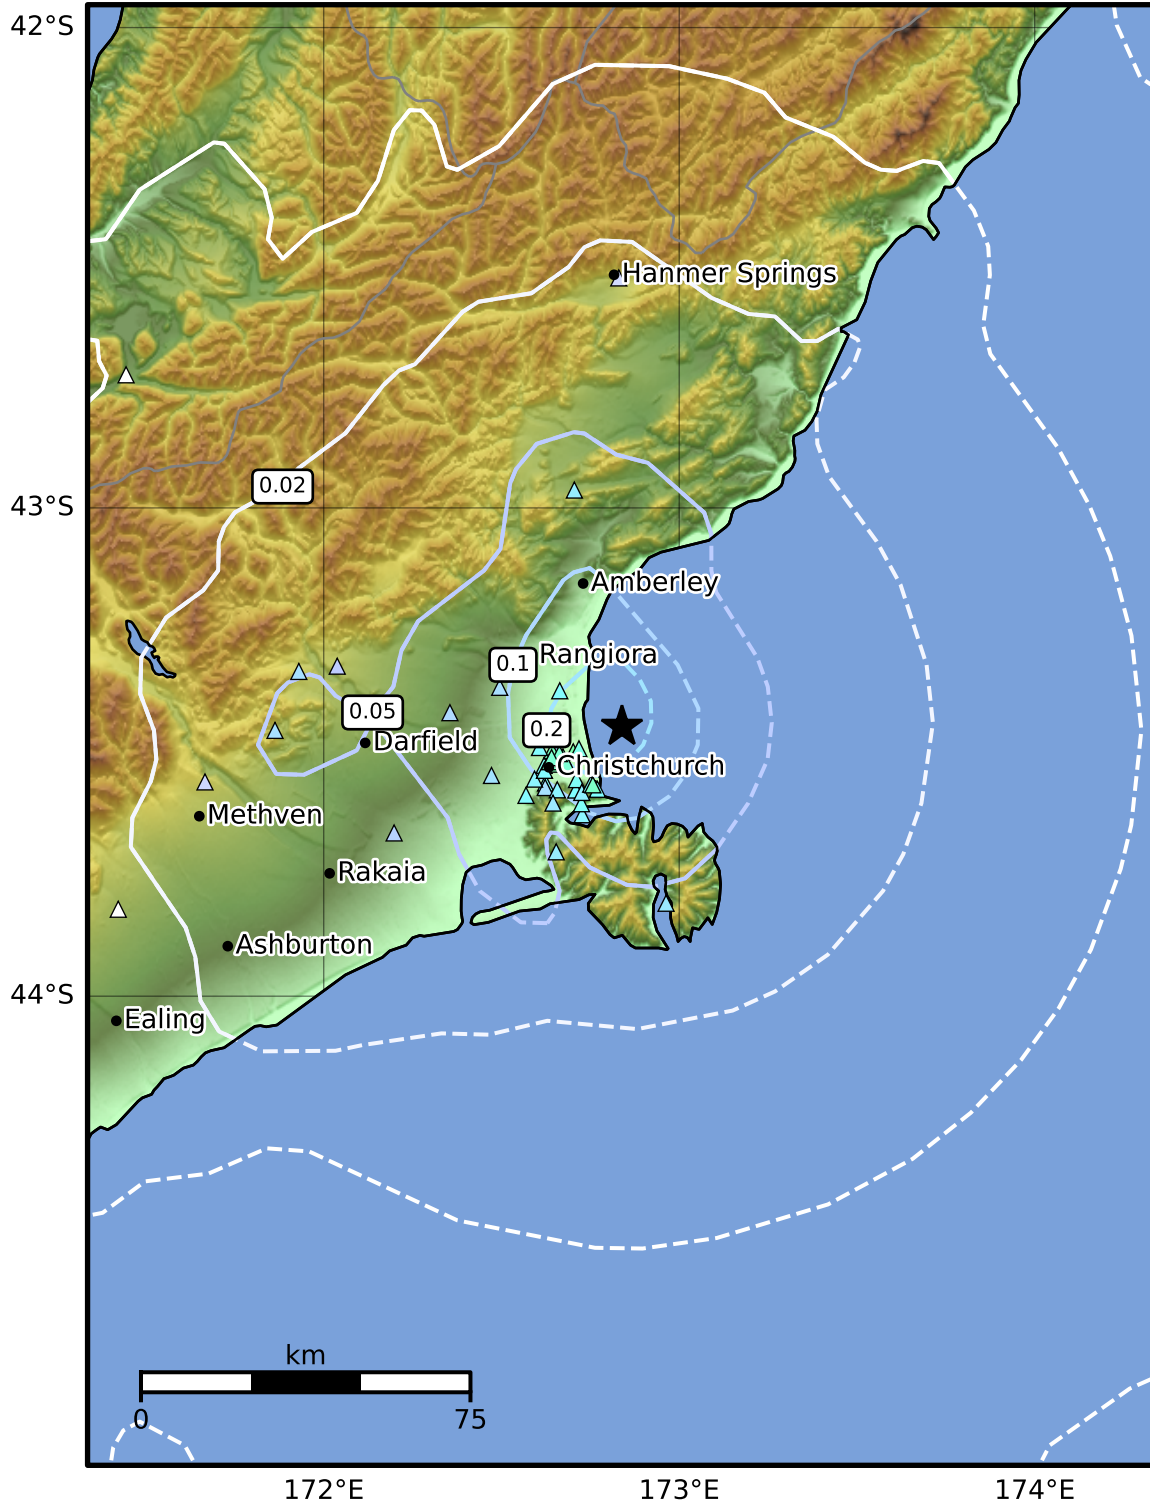 42°S
Hanmer Springs
0.02
43°S
Amberley
Rangiora
0.1
0.05
0.2
Darfield
Christchurch
Methven
Rakaia
Ashburton
44°S
Ealing
km
0
75
172°E
173°E
174°E